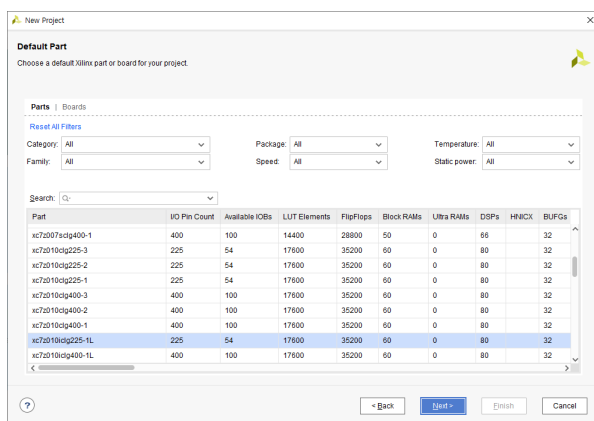 New Project
Default Part
Choose a default Xilinx part or board for your project.
Parts | Boards
Reset All Filters
Category: All Package: All Temperature: All
Family: All Speed: All Static power: All
Search:
Part I/O Pin Count Available IOBs LUT Elements FlipFlops Block RAMs Ultra RAMs DSPs HNICX BUFGs
xc7z007sclg400-1 400 100 14400 28800 50 0 66 32
xc7z010clg225-3 225 54 17600 35200 60 0 80 32
xc7z010clg225-2 225 54 17600 35200 60 0 80 32
xc7z010clg225-1 225 54 17600 35200 60 0 80 32
xc7z010clg400-3 400 100 17600 35200 60 0 80 32
xc7z010clg400-2 400 100 17600 35200 60 0 80 32
xc7z010clg400-1 400 100 17600 35200 60 0 80 32
xc7z010iclg225-1L 225 54 17600 35200 60 0 80 32
xc7z010iclg400-1L 400 100 17600 35200 60 0 80 32
? < Back Next > Finish Cancel